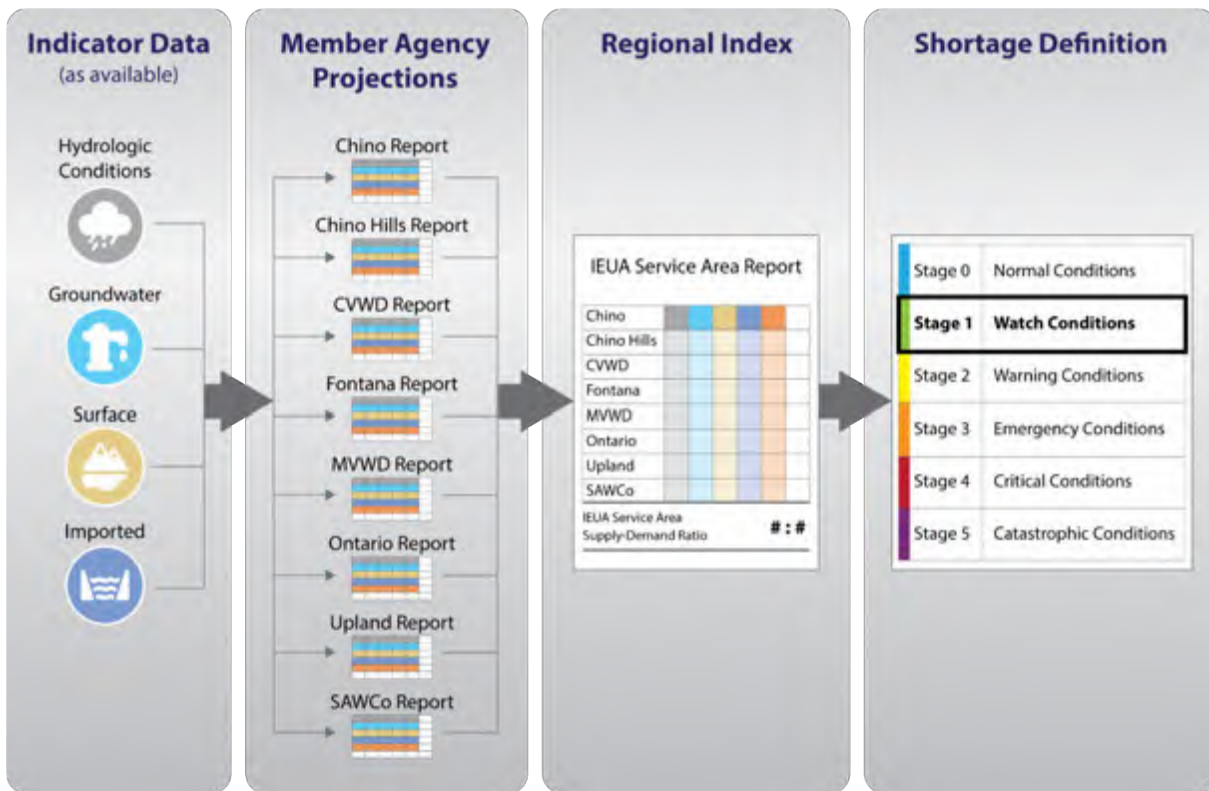 Indicator Data
(as available)
Hydrologic
Conditions
Groundwater
Surface
Imported
Member Agency
Projections
Chino Report
Chino Hills Report
CVWD Report
Fontana Report
MVWD Report
Ontario Report
Upland Report
SAWCo Report
Regional Index
IEUA Service Area Report
Chino
Chino Hills
CVWD
Fontana
MVWD
Ontario
Upland
SAWCo
IEUA Service Area
Supply-Demand Ratio
#:#
Shortage Definition
Stage 0 Normal Conditions
Stage 1 Watch Conditions
Stage 2 Warning Conditions
Stage 3 Emergency Conditions
Stage 4 Critical Conditions
Stage 5 Catastrophic Conditions